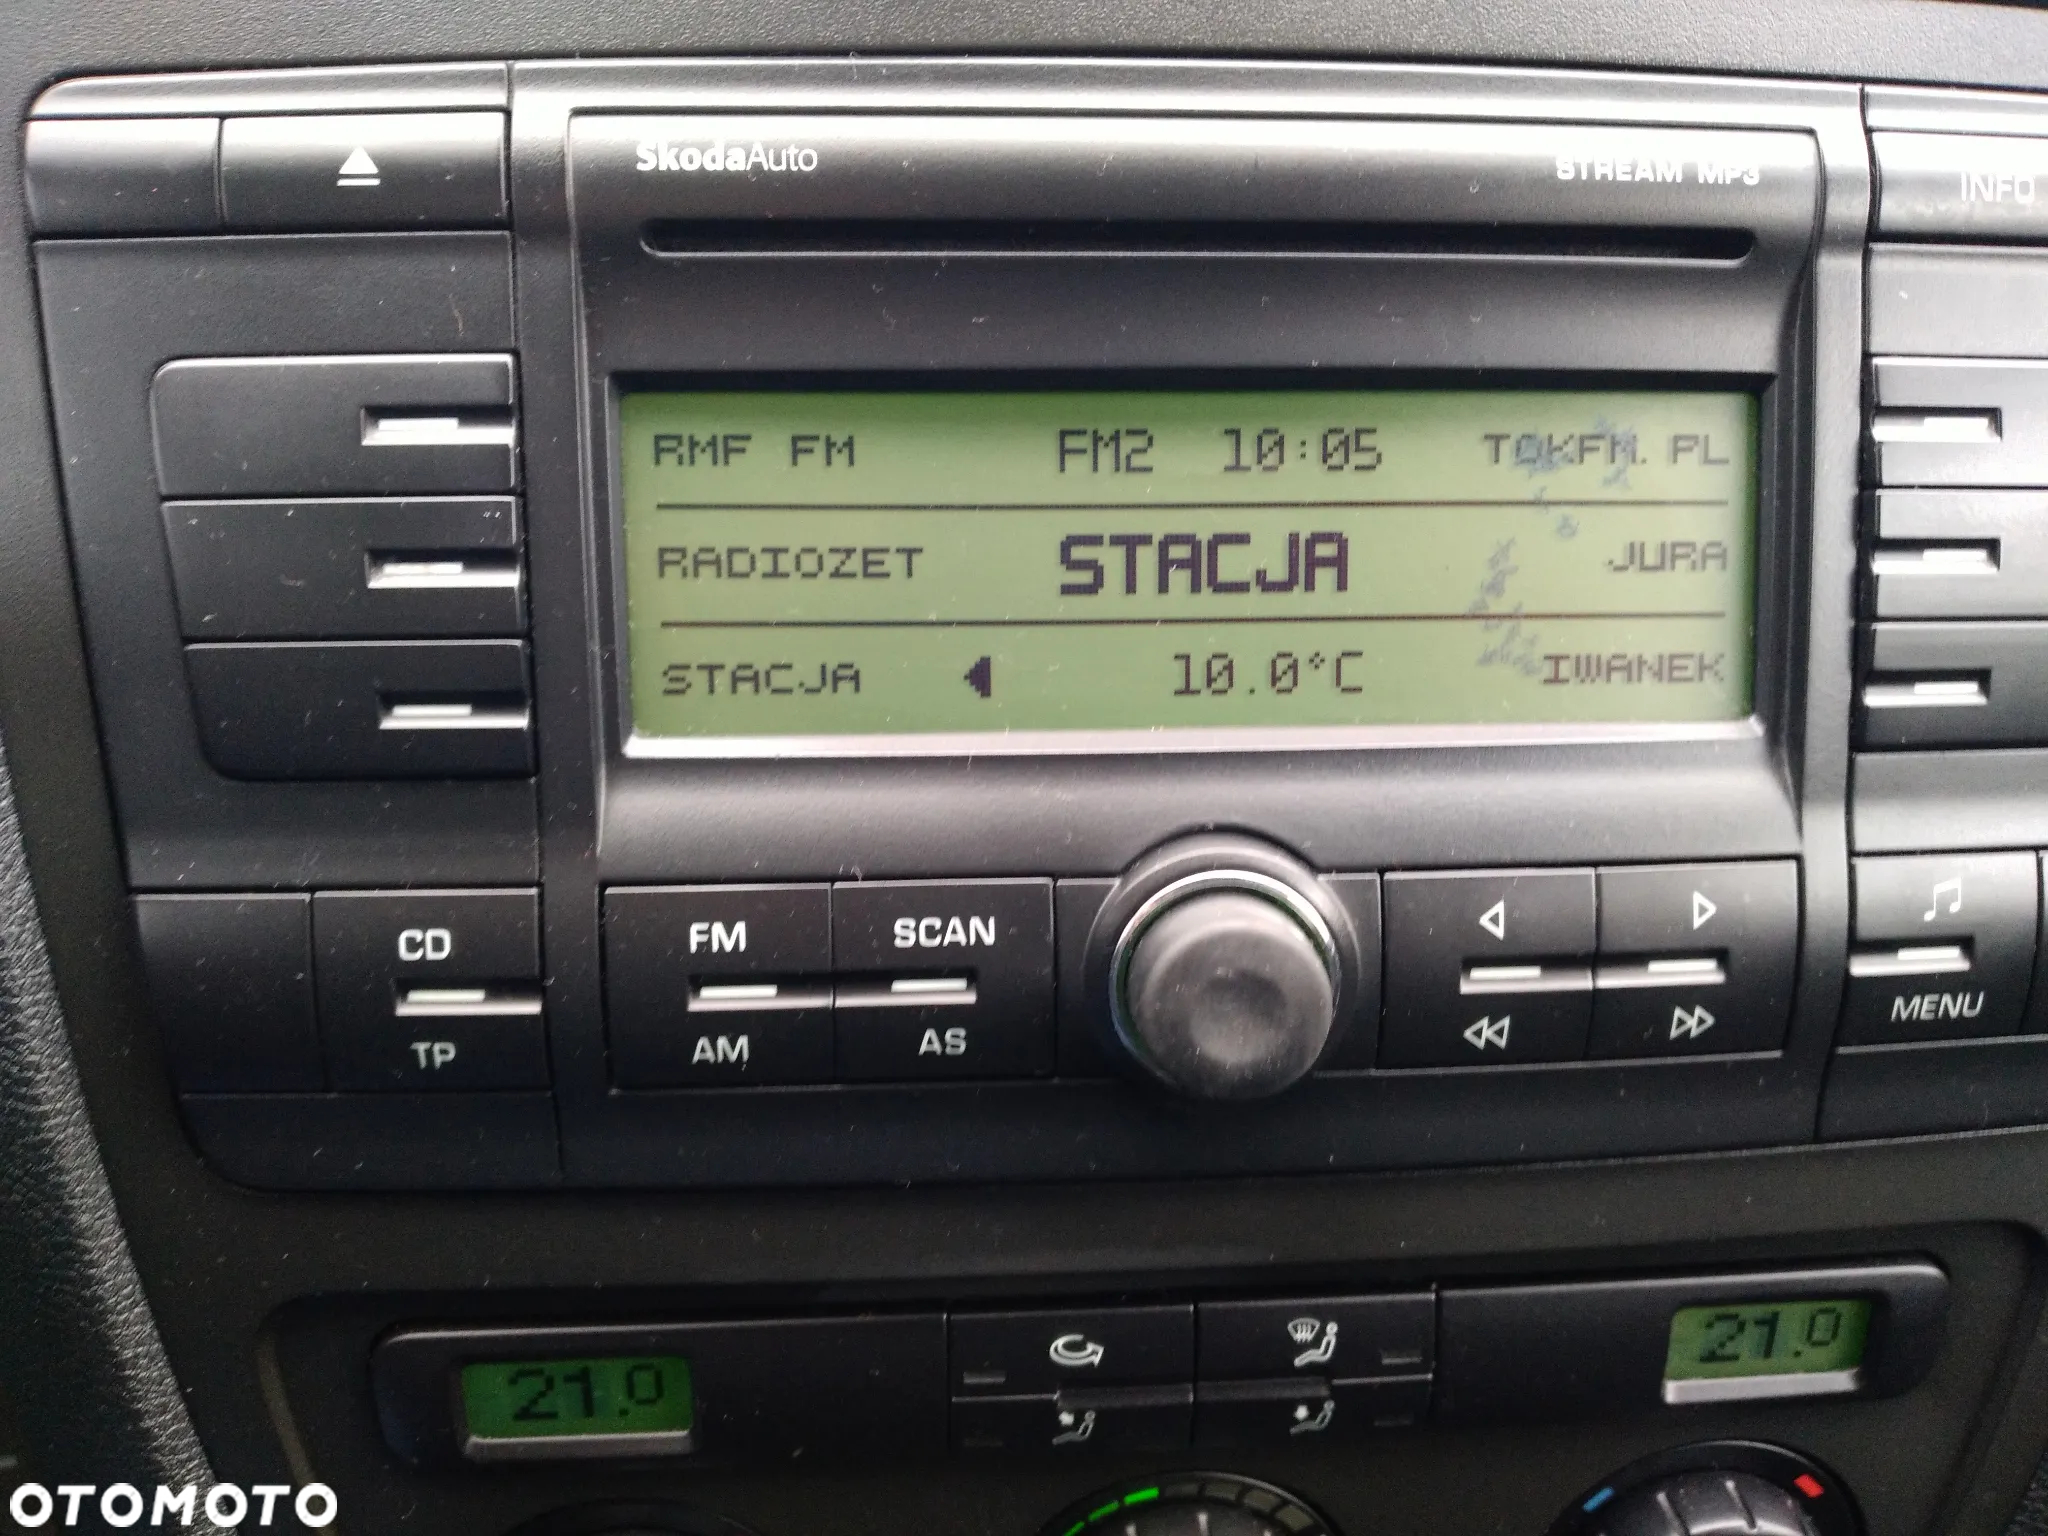 SkodaAuto STREAM MP3 INFO
RMF FM FM2 10:05 TOKFM.PL
RADIOZET STACJA JURA
STACJA 10.0°C IWANEK
CD FM SCAN
TP AM AS MENU
21.0 21.0
OTOMOTO